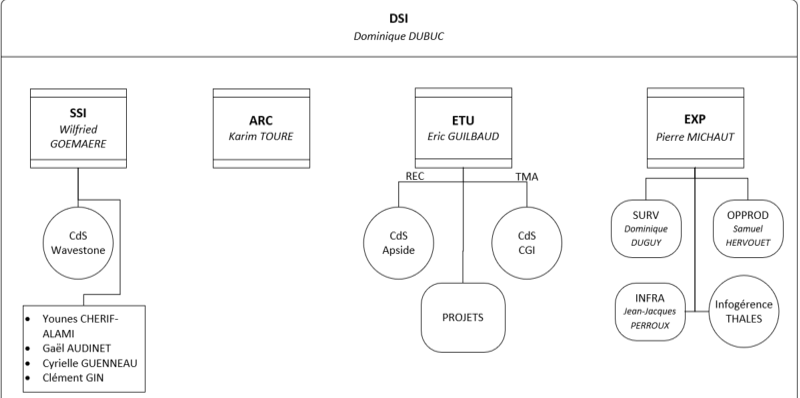 DSI
Dominique DUBUC
SSI
Wilfried
GOEMAERE
ARC
Karim TOURE
ETU
Eric GUILBAUD
EXP
Pierre MICHAUT
REC
TMA
CdS
Wavestone
CdS
Apside
CdS
CGI
SURV
Dominique
DUGUY
OPPROD
Samuel
HERVOUET
PROJETS
INFRA
Jean-Jacques
PERROUX
Infogérence
THALES
• Younes CHERIF-
ALAMI
• Gaël AUDINET
• Cyrielle GUENNEAU
• Clément GIN